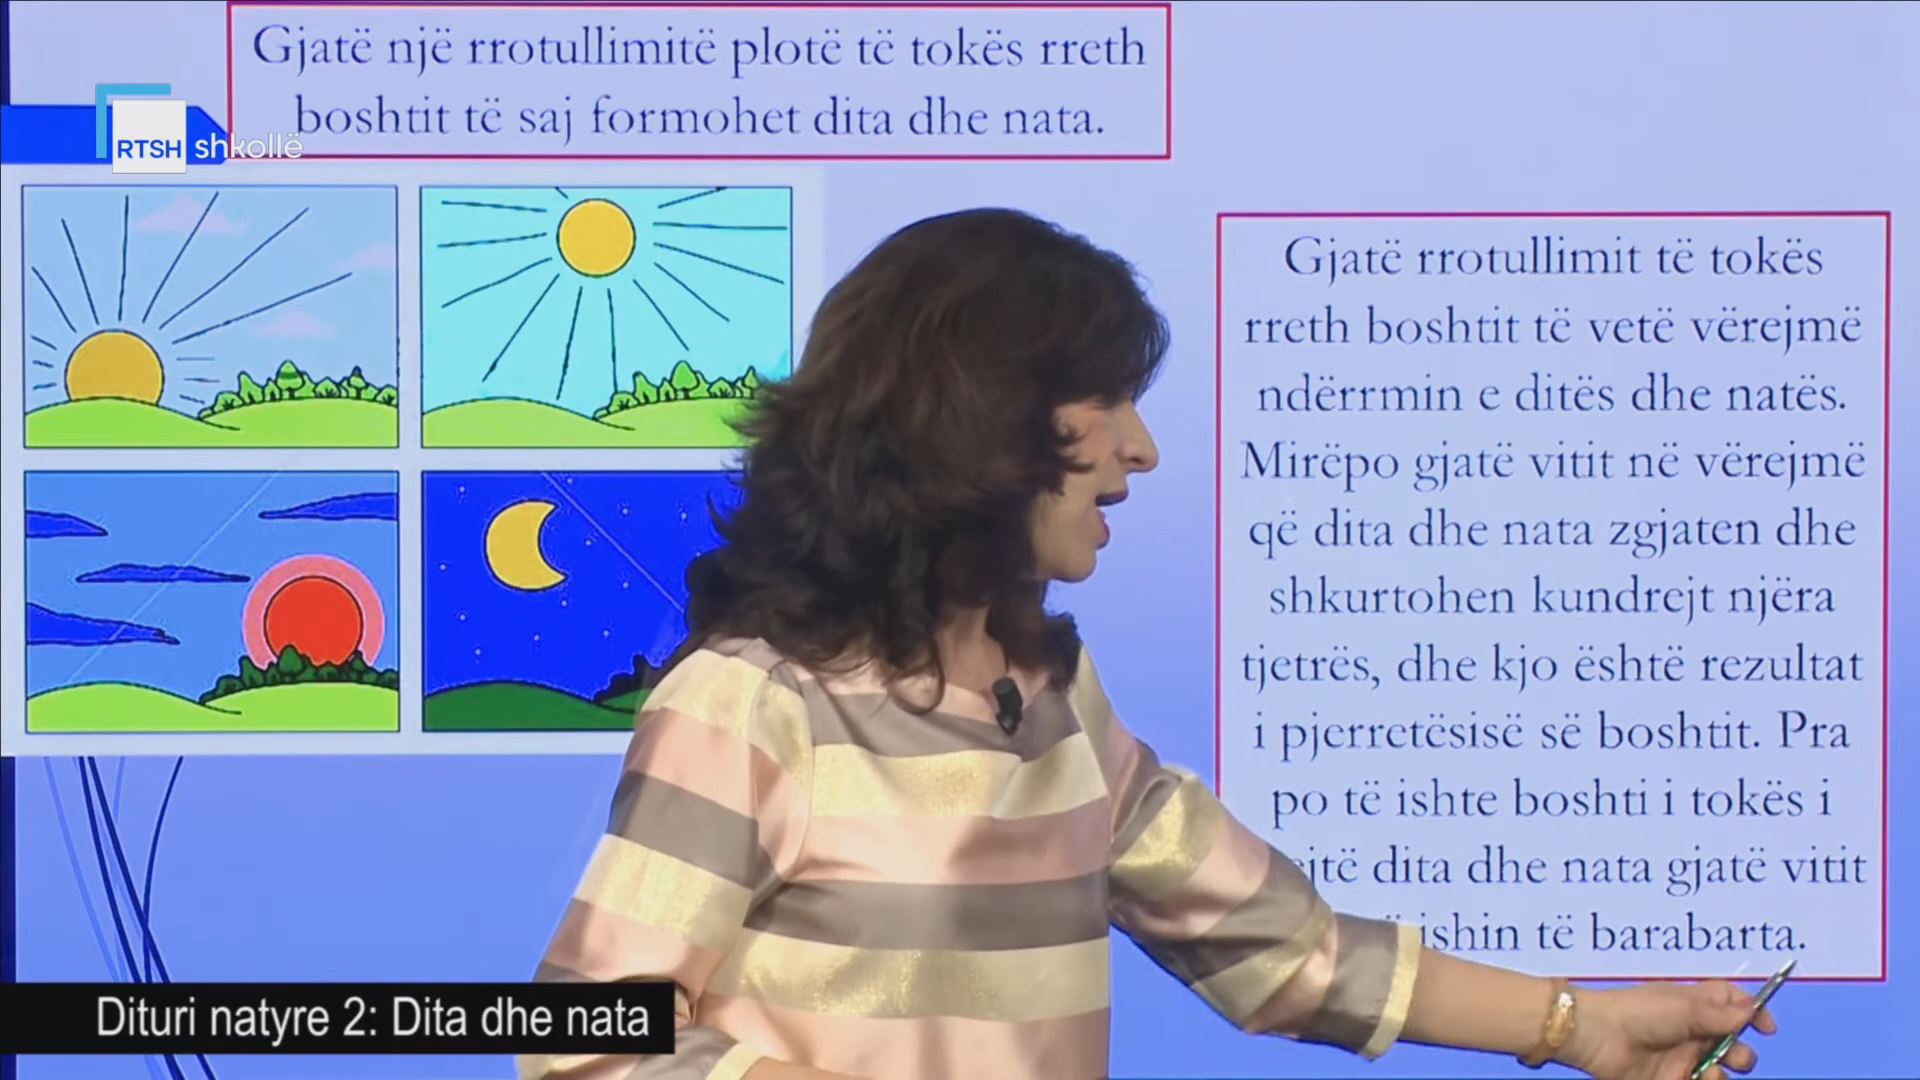 Gjatë një rrotullimitë plotë të tokës rreth
boshtit të saj formohet dita dhe nata.
RTSH shkollë
Gjatë rrotullimit të tokës
rreth boshtit të vetë vërejmë
ndërrmin e ditës dhe natës.
Mirëpo gjatë vitit në vërejmë
që dita dhe nata zgjaten dhe
shkurtohen kundrejt njëra
tjetrës, dhe kjo është rezultat
i pjerretësisë së boshtit. Pra
po të ishte boshti i tokës i
dita dhe nata gjatë vitit
ishin të barabarta.
Dituri natyre 2: Dita dhe nata